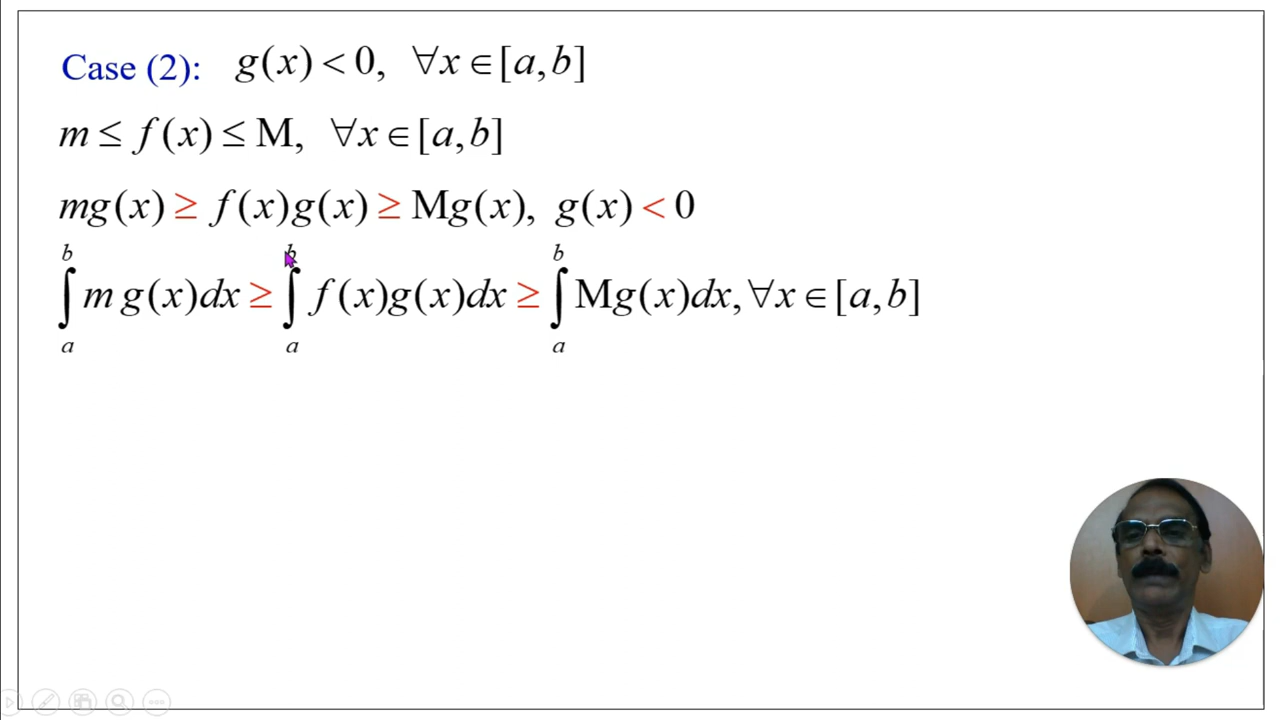 Case (2): g(x) < 0, ∀x ∈ [a, b]
m ≤ f(x) ≤ M, ∀x ∈ [a, b]
mg(x) ≥ f(x)g(x) ≥ Mg(x), g(x) < 0
∫_a^b m g(x)dx ≥ ∫_a^b f(x)g(x)dx ≥ ∫_a^b Mg(x)dx, ∀x ∈ [a, b]